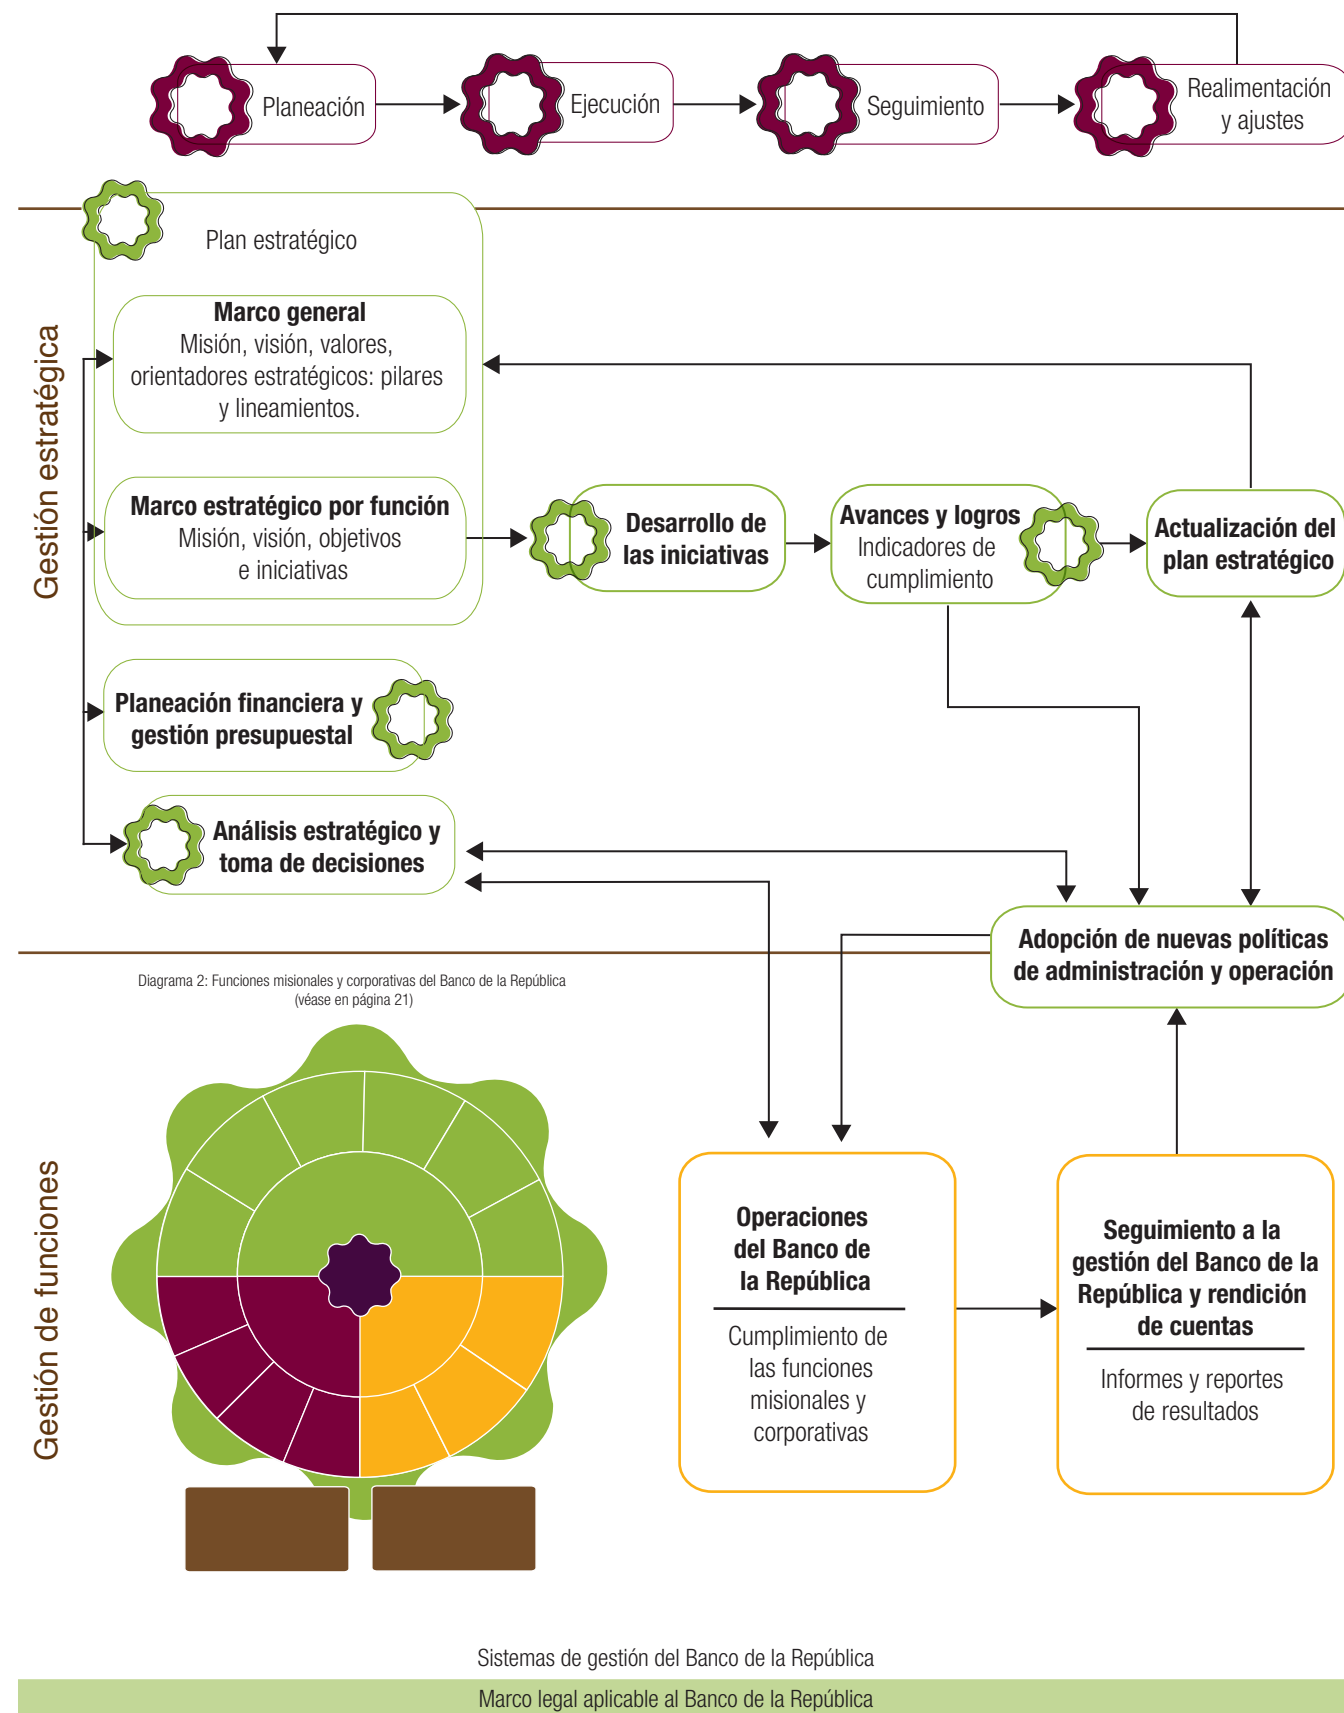 Planeación
Ejecución
Seguimiento
Realimentación
y ajustes
Gestión estratégica
Plan estratégico
Marco general
Misión, visión, valores,
orientadores estratégicos: pilares
y lineamientos.
Marco estratégico por función
Misión, visión, objetivos
e iniciativas
Desarrollo de
las iniciativas
Avances y logros
Indicadores de
cumplimiento
Actualización del
plan estratégico
Planeación financiera y
gestión presupuestal
Análisis estratégico y
toma de decisiones
Adopción de nuevas políticas
de administración y operación
Gestión de funciones
Diagrama 2: Funciones misionales y corporativas del Banco de la República
(véase en página 21)
Operaciones
del Banco de
la República
Cumplimiento de
las funciones
misionales y
corporativas
Seguimiento a la
gestión del Banco de la
República y rendición
de cuentas
Informes y reportes
de resultados
Sistemas de gestión del Banco de la República
Marco legal aplicable al Banco de la República